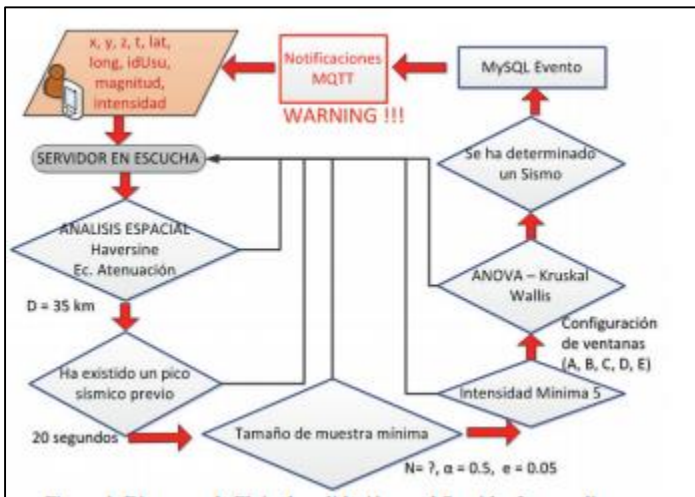 x, y, z, t, lat,
long, idUsu,
magnitud,
intensidad
Notificaciones
MQTT
WARNING !!!
MySQL Evento
SERVIDOR EN ESCUCHA
Se ha determinado
un Sismo
ANALISIS ESPACIAL
Haversine
Ec. Atenuación
D = 35 km
ANOVA – Kruskal
Wallis
Configuración
de ventanas
(A, B, C, D, E)
Ha existido un pico
sísmico previo
Intensidad Minima 5
20 segundos
Tamaño de muestra mínima
N= ?, α = 0.5, e = 0.05